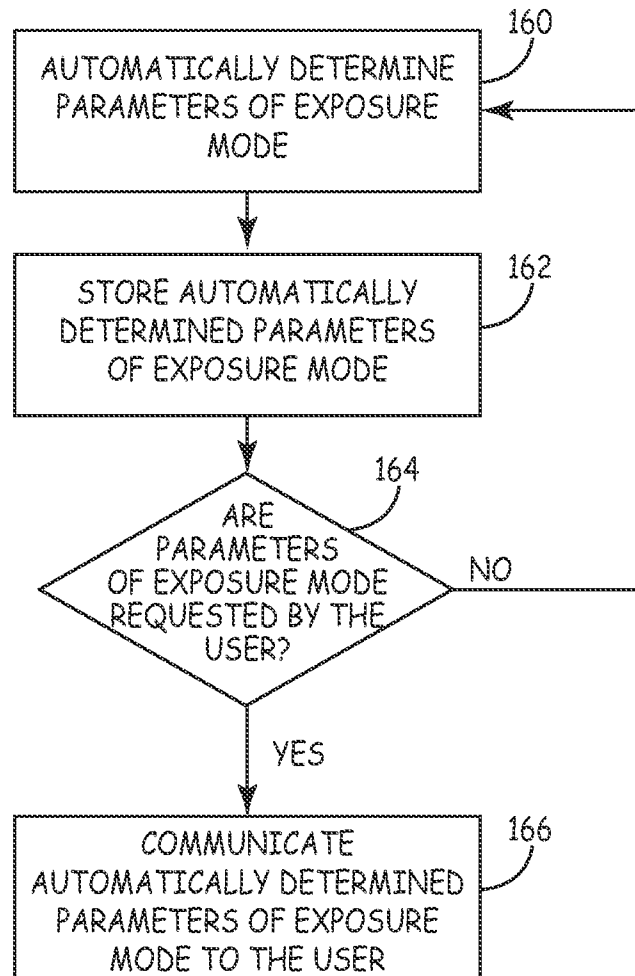 160
AUTOMATICALLY DETERMINE
PARAMETERS OF EXPOSURE
MODE
162
STORE AUTOMATICALLY
DETERMINED PARAMETERS
OF EXPOSURE MODE
164
ARE
PARAMETERS
OF EXPOSURE MODE
REQUESTED BY THE
USER?
NO
YES
166
COMMUNICATE
AUTOMATICALLY DETERMINED
PARAMETERS OF EXPOSURE
MODE TO THE USER